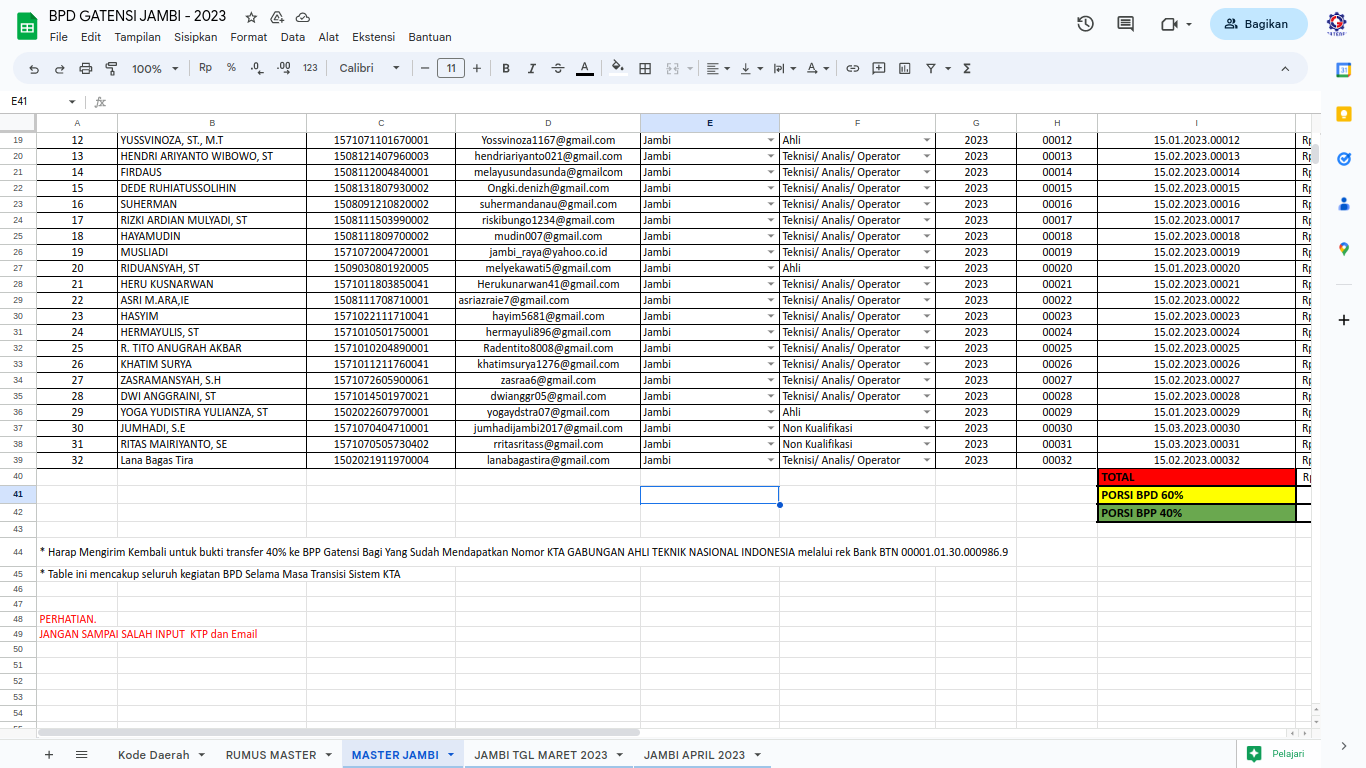 BPD GATENSI JAMBI - 2023
File Edit Tampilan Sisipkan Format Data Alat Ekstensi Bantuan
Bagikan
100% Rp % .0 .00 123 Calibri 11 B I A
E41 fx
A B C D E F G H I
19 12 YUSSVINOZA, ST., M.T 1571071101670001 Yossvinoza1167@gmail.com Jambi Ahli 2023 00012 15.01.2023.00012 Rp
20 13 HENDRI ARIYANTO WIBOWO, ST 1508121407960003 hendriariyanto021@gmail.com Jambi Teknisi/ Analis/ Operator 2023 00013 15.02.2023.00013 Rp
21 14 FIRDAUS 1508112004840001 melayusundasunda@gmailcom Jambi Teknisi/ Analis/ Operator 2023 00014 15.02.2023.00014 Rp
22 15 DEDE RUHIATUSSOLIHIN 1508131807930002 Ongki.denizh@gmail.com Jambi Teknisi/ Analis/ Operator 2023 00015 15.02.2023.00015 Rp
23 16 SUHERMAN 1508091210820002 suhermandanau@gmail.com Jambi Teknisi/ Analis/ Operator 2023 00016 15.02.2023.00016 Rp
24 17 RIZKI ARDIAN MULYADI, ST 1508111503990002 riskibungo1234@gmail.com Jambi Teknisi/ Analis/ Operator 2023 00017 15.02.2023.00017 Rp
25 18 HAYAMUDIN 1508111809700002 mudin007@gmail.com Jambi Teknisi/ Analis/ Operator 2023 00018 15.02.2023.00018 Rp
26 19 MUSLIADI 1571072004720001 jambi_raya@yahoo.co.id Jambi Teknisi/ Analis/ Operator 2023 00019 15.02.2023.00019 Rp
27 20 RIDUANSYAH, ST 1509030801920005 melyekawati5@gmail.com Jambi Ahli 2023 00020 15.01.2023.00020 Rp
28 21 HERU KUSNARWAN 1571011803850041 Herukunarwan41@gmail.com Jambi Teknisi/ Analis/ Operator 2023 00021 15.02.2023.00021 Rp
29 22 ASRI M.ARA,IE 1508111708710001 asriazraie7@gmail.com Jambi Teknisi/ Analis/ Operator 2023 00022 15.02.2023.00022 Rp
30 23 HASYIM 1571022111710041 hayim5681@gmail.com Jambi Teknisi/ Analis/ Operator 2023 00023 15.02.2023.00023 Rp
31 24 HERMAYULIS, ST 1571010501750001 hermayuli896@gmail.com Jambi Teknisi/ Analis/ Operator 2023 00024 15.02.2023.00024 Rp
32 25 R. TITO ANUGRAH AKBAR 1571010204890001 Radentito8008@gmail.com Jambi Teknisi/ Analis/ Operator 2023 00025 15.02.2023.00025 Rp
33 26 KHATIM SURYA 1571011211760041 khatimsurya1276@gmail.com Jambi Teknisi/ Analis/ Operator 2023 00026 15.02.2023.00026 Rp
34 27 ZASRAMANSYAH, S.H 1571072605900061 zasraa6@gmail.com Jambi Teknisi/ Analis/ Operator 2023 00027 15.02.2023.00027 Rp
35 28 DWI ANGGRAINI, ST 1571014501970021 dwianggr05@gmail.com Jambi Teknisi/ Analis/ Operator 2023 00028 15.02.2023.00028 Rp
36 29 YOGA YUDISTIRA YULIANZA, ST 1502022607970001 yogaydstra07@gmail.com Jambi Ahli 2023 00029 15.01.2023.00029 Rp
37 30 JUMHADI, S.E 1571070404710001 jumhadijambi2017@gmail.com Jambi Non Kualifikasi 2023 00030 15.03.2023.00030 Rp
38 31 RITAS MAIRIYANTO, SE 1571070505730402 rritasritass@gmail.com Jambi Non Kualifikasi 2023 00031 15.03.2023.00031 Rp
39 32 Lana Bagas Tira 1502021911970004 lanabagastira@gmail.com Jambi Teknisi/ Analis/ Operator 2023 00032 15.02.2023.00032 Rp
40 TOTAL Rp
41 PORSI BPD 60%
42 PORSI BPP 40%
43
44 * Harap Mengirim Kembali untuk bukti transfer 40% ke BPP Gatensi Bagi Yang Sudah Mendapatkan Nomor KTA GABUNGAN AHLI TEKNIK NASIONAL INDONESIA melalui rek Bank BTN 00001.01.30.000986.9
45 * Table ini mencakup seluruh kegiatan BPD Selama Masa Transisi Sistem KTA
46
47
48 PERHATIAN.
49 JANGAN SAMPAI SALAH INPUT KTP dan Email
50
51
52
53
54
Kode Daerah RUMUS MASTER MASTER JAMBI JAMBI TGL MARET 2023 JAMBI APRIL 2023 Pelajari